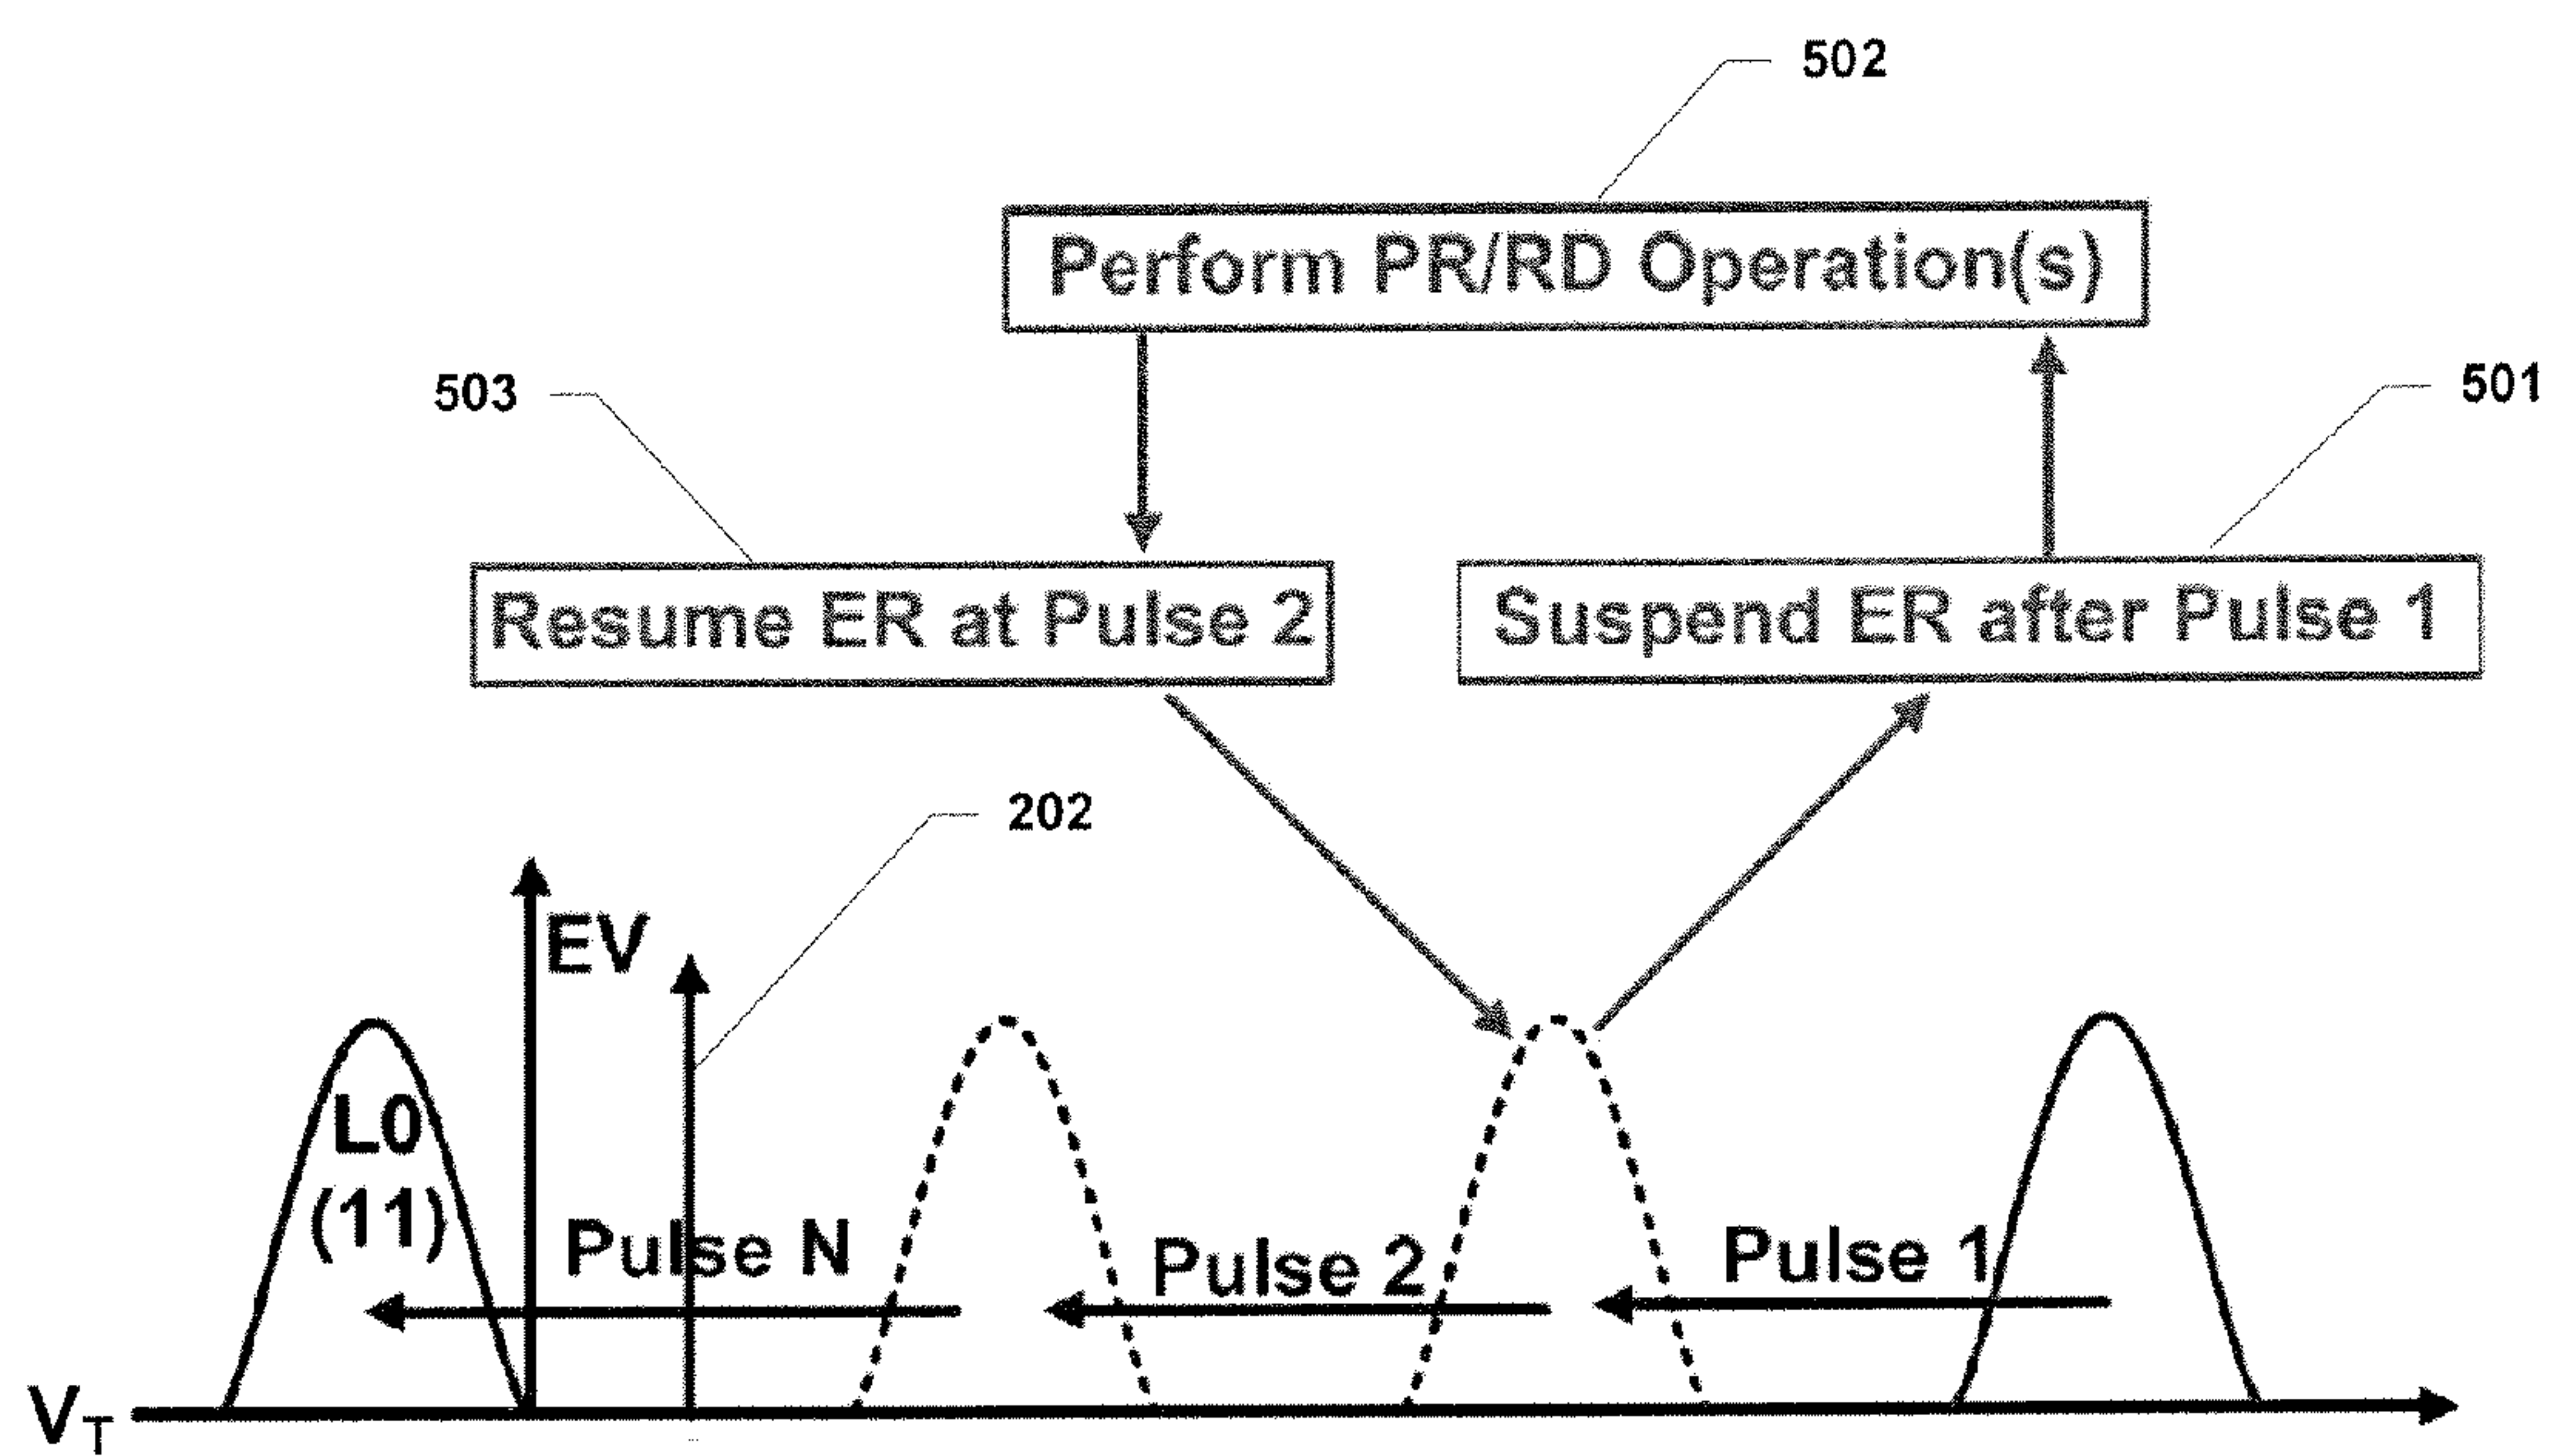 502
Perform PR/RD Operation(s)
503
501
Resume ER at Pulse 2
Suspend ER after Pulse 1
202
EV
L0
(11)
Pulse N
Pulse 2
Pulse 1
VT